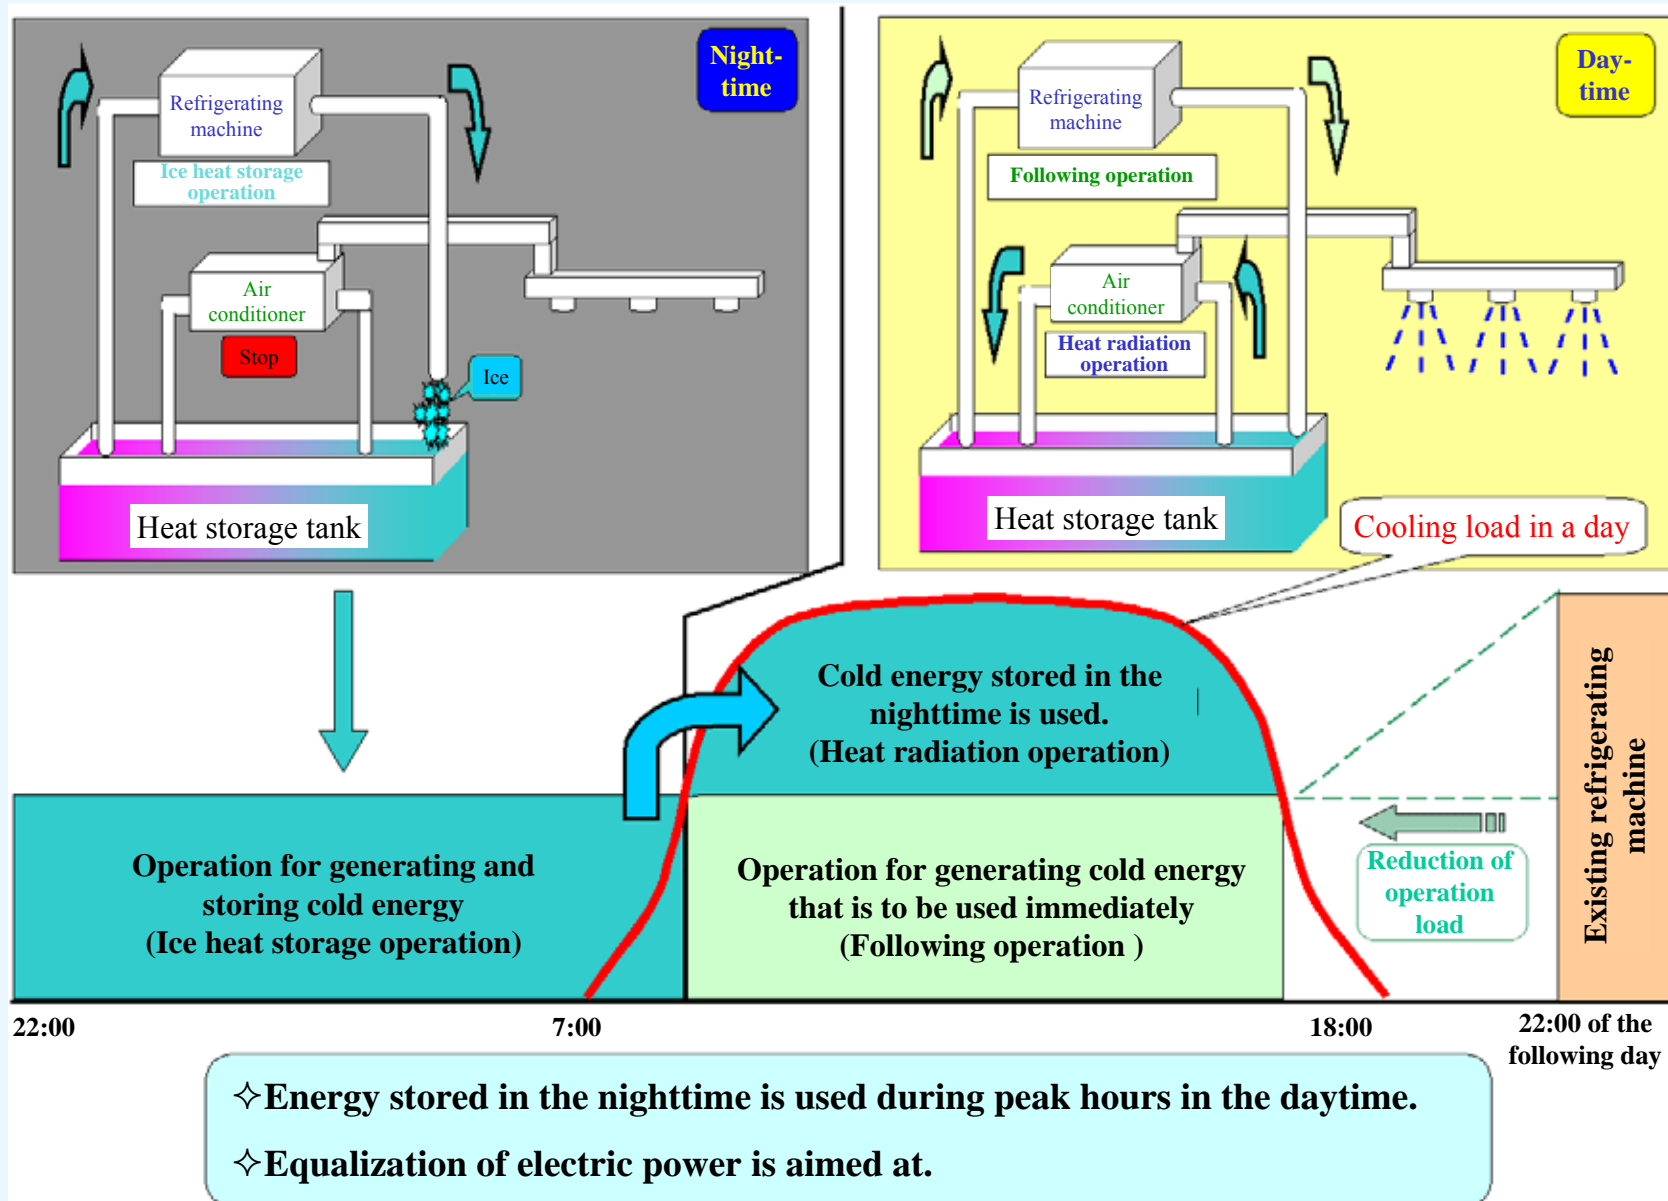 Night-
time
Refrigerating
machine
Ice heat storage
operation
Air
conditioner
Stop
Ice
Heat storage tank
Day-
time
Refrigerating
machine
Following operation
Air
conditioner
Heat radiation
operation
Heat storage tank
Cooling load in a day
Cold energy stored in the
nighttime is used.
(Heat radiation operation)
Operation for generating and
storing cold energy
(Ice heat storage operation)
Operation for generating cold energy
that is to be used immediately
(Following operation )
Reduction of
operation
load
Existing refrigerating
machine
22:00
7:00
18:00
22:00 of the
following day
✧Energy stored in the nighttime is used during peak hours in the daytime.
✧Equalization of electric power is aimed at.